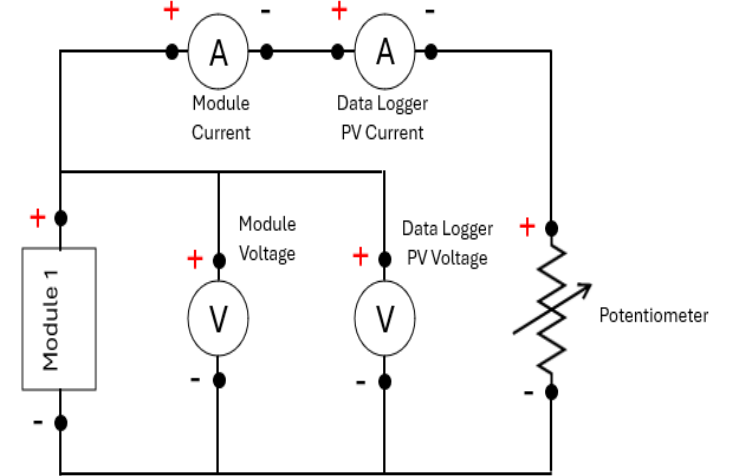 + - + -
A A
Module
Current
Data Logger
PV Current
+
Module 1
-
Module
Voltage
+
V
-
Data Logger
PV Voltage
+
V
-
+
Potentiometer
-